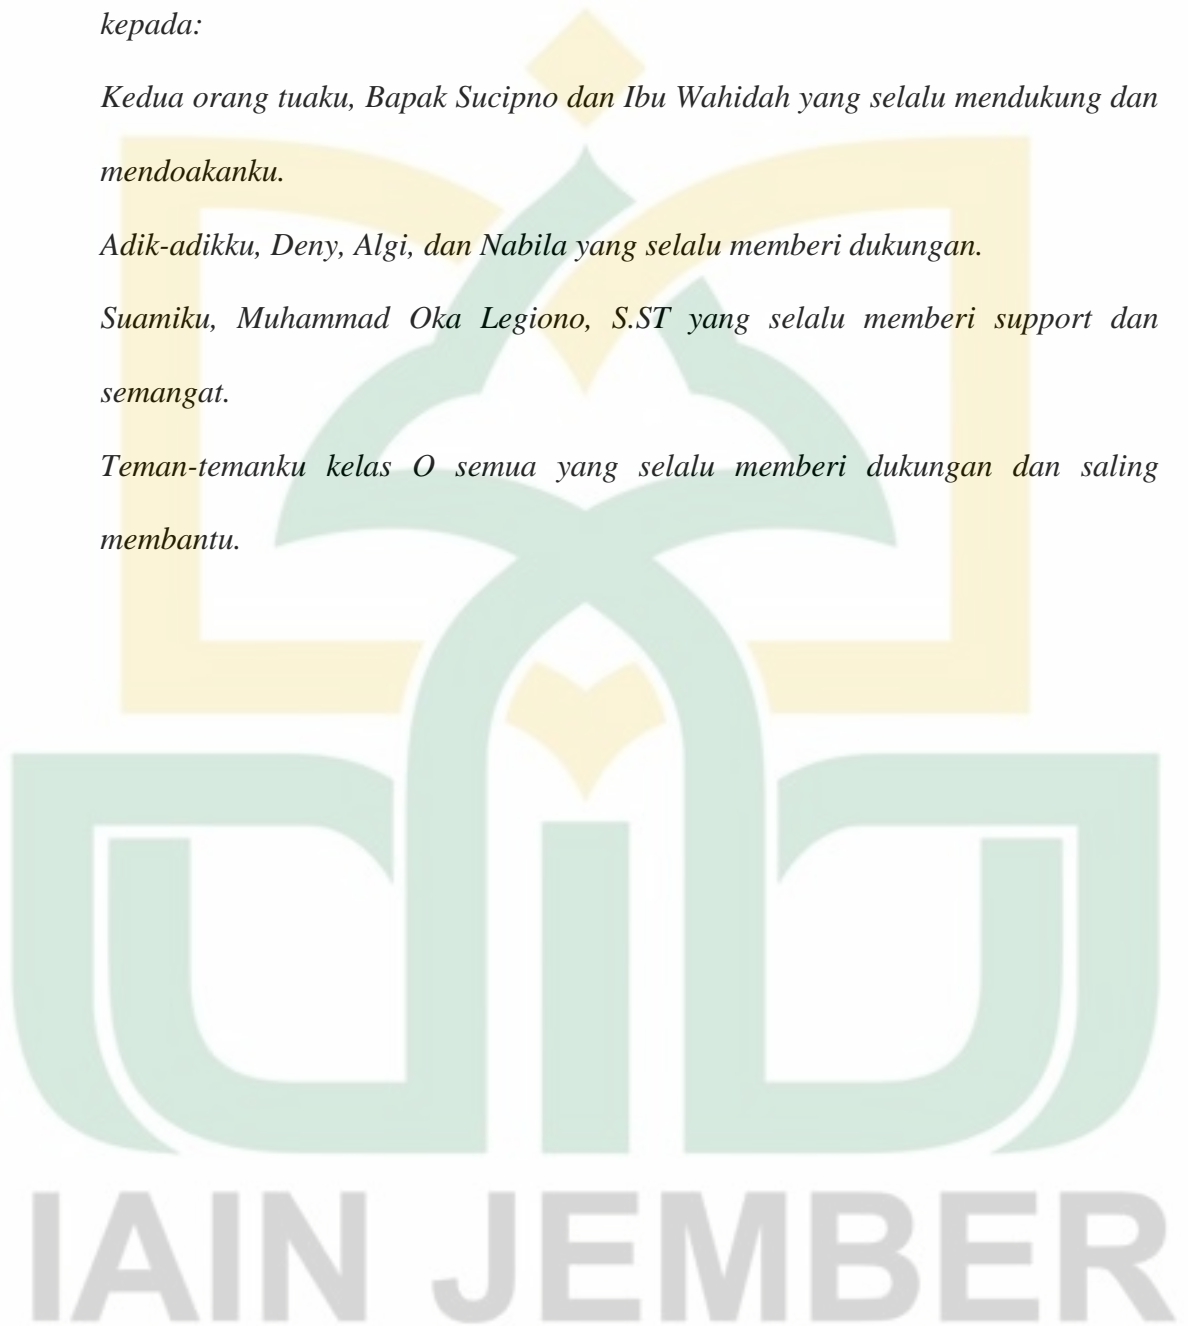 kepada:
Kedua orang tuaku, Bapak Sucipno dan Ibu Wahidah yang selalu mendukung dan
mendoakanku.
Adik-adikku, Deny, Algi, dan Nabila yang selalu memberi dukungan.
Suamiku, Muhammad Oka Legiono, S.ST yang selalu memberi support dan
semangat.
Teman-temanku kelas O semua yang selalu memberi dukungan dan saling
membantu.
IAIN JEMBER